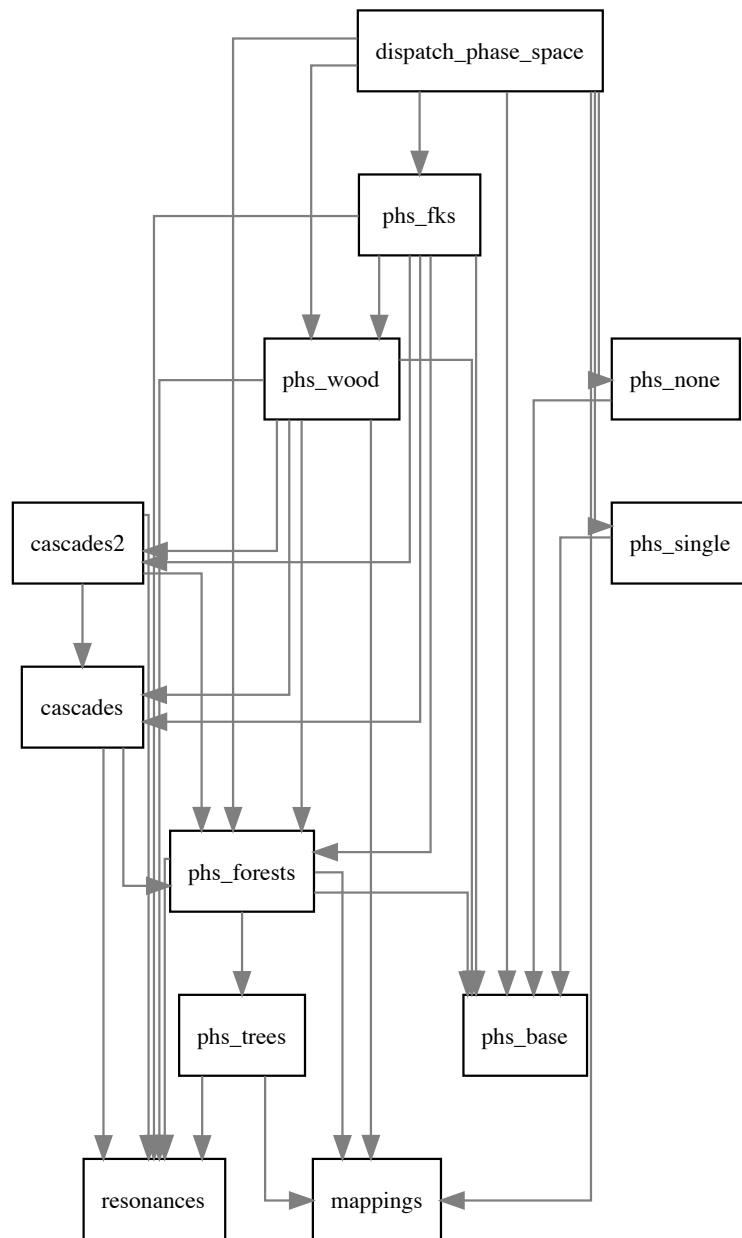 dispatch_phase_space
phs_fks
phs_wood
phs_none
cascades2
phs_single
cascades
phs_forests
phs_trees
phs_base
resonances
mappings